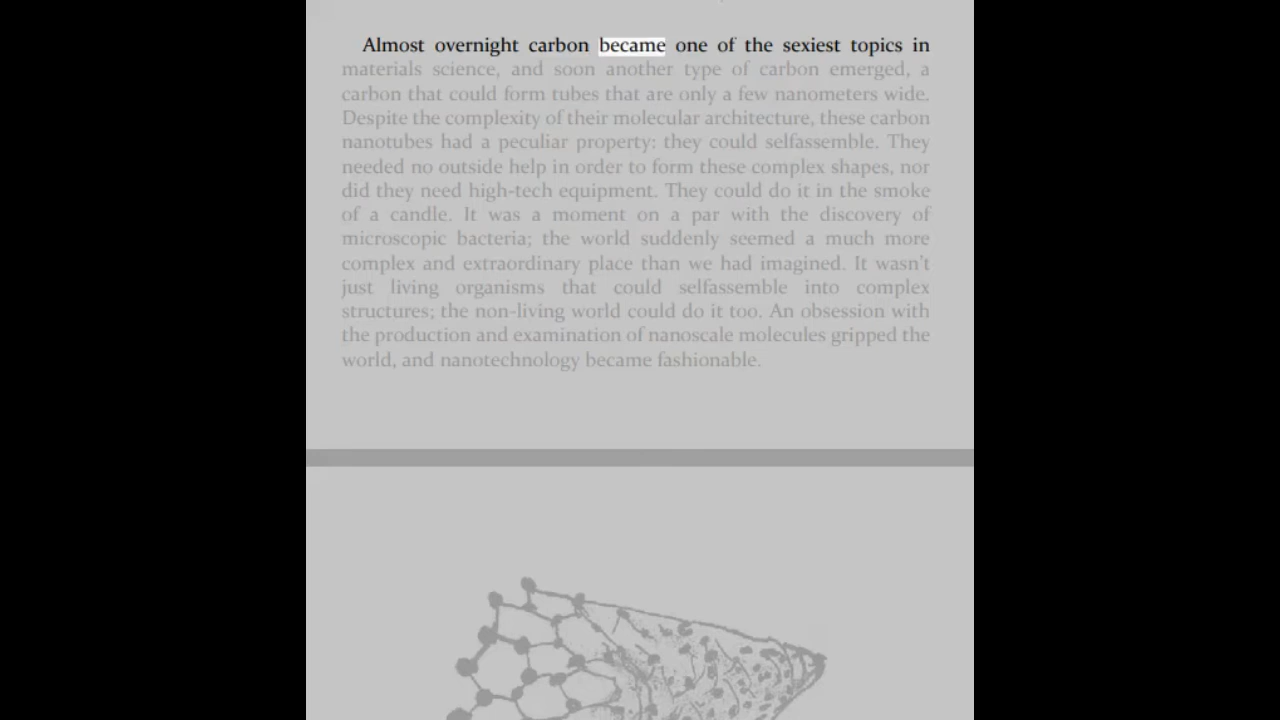 Almost overnight carbon became one of the sexiest topics in
materials science, and soon another type of carbon emerged, a
carbon that could form tubes that are only a few nanometers wide.
Despite the complexity of their molecular architecture, these carbon
nanotubes had a peculiar property: they could selfassemble. They
needed no outside help in order to form these complex shapes, nor
did they need high-tech equipment. They could do it in the smoke
of a candle. It was a moment on a par with the discovery of
microscopic bacteria; the world suddenly seemed a much more
complex and extraordinary place than we had imagined. It wasn't
just living organisms that could selfassemble into complex
structures; the non-living world could do it too. An obsession with
the production and examination of nanoscale molecules gripped the
world, and nanotechnology became fashionable.